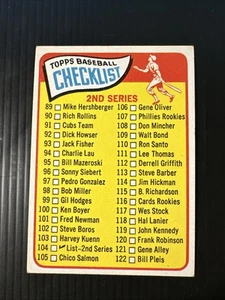 TOPPS BASEBALL
CHECKLIST
2ND SERIES
89 Mike Hershberger
90 Rich Rollins
91 Cubs Team
92 Dick Howser
93 Jack Fisher
94 Charlie Lau
95 Bill Mazeroski
96 Sonny Siebert
97 Pedro Gonzalez
98 Bob Miller
99 Gil Hodges
100 Ken Boyer
101 Fred Newman
102 Steve Boros
103 Harvey Kuenn
104 List-2nd Series
105 Chico Salmon
106 Gene Oliver
107 Phillies Rookies
108 Don Mincher
109 Walt Bond
110 Ron Santo
111 Lee Thomas
112 Derrell Griffith
113 Steve Barber
114 Jim Hickman
115 B. Richardson
116 Cards Rookies
117 Wes Stock
118 Hal Lanier
119 John Kennedy
120 Frank Robinson
121 Gene Alley
122 Bill Pleis